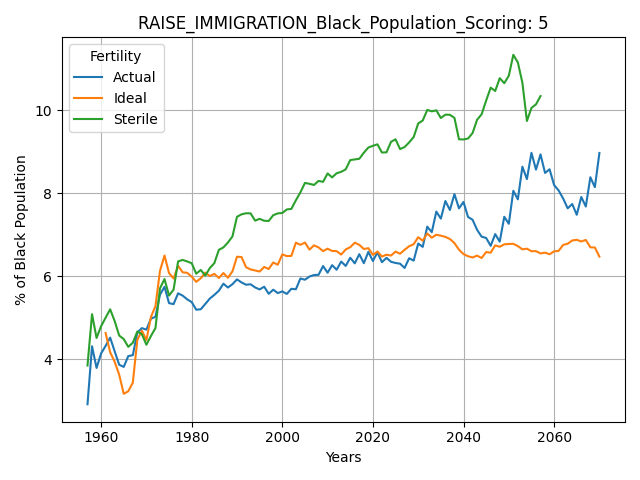 RAISE_IMMIGRATION_Black_Population_Scoring: 5
Fertility
Actual
Ideal
Sterile
% of Black Population
10
8
6
4
1960 1980 2000 2020 2040 2060
Years